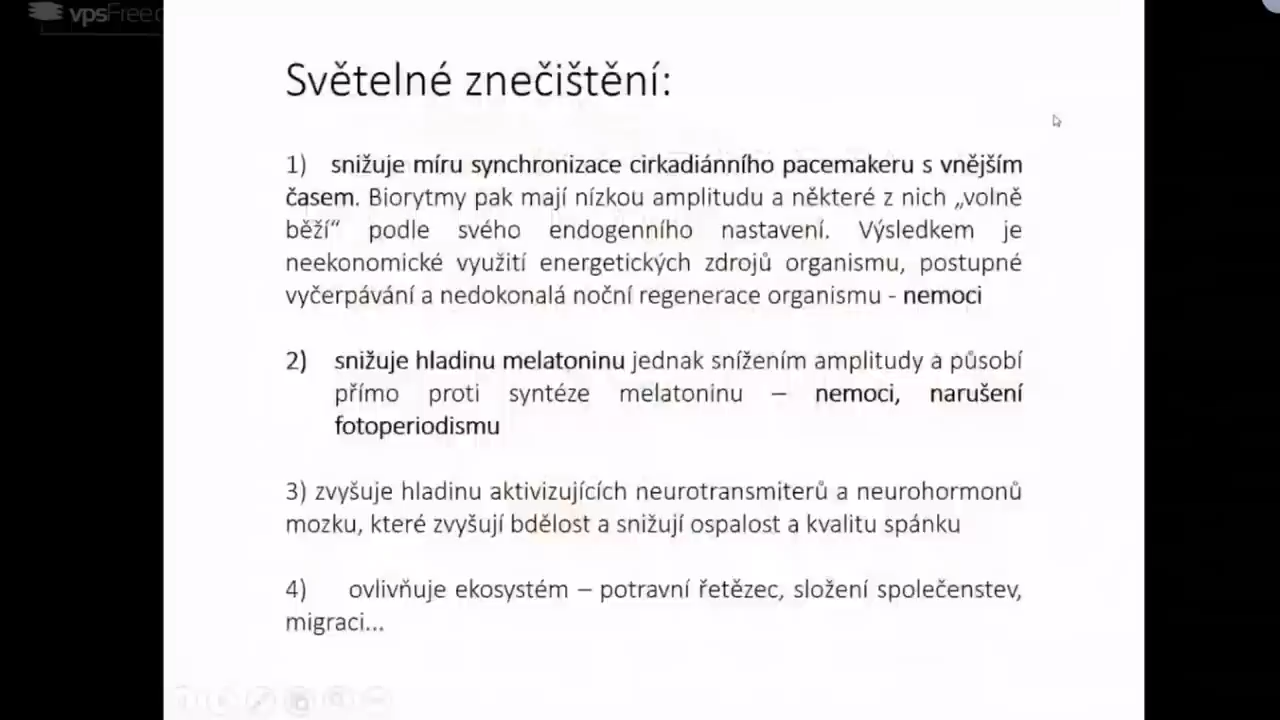 vpsFree
Světelné znečištění:
1) snižuje míru synchronizace cirkadiánního pacemakeru s vnějším
časem. Biorytmy pak mají nízkou amplitudu a některé z nich „volně
běží“ podle svého endogenního nastavení. Výsledkem je
neekonomické využití energetických zdrojů organismu, postupné
vyčerpávání a nedokonalá noční regenerace organismu - nemoci
2) snižuje hladinu melatoninu jednak snížením amplitudy a působí
přímo proti syntéze melatoninu – nemoci, narušení
fotoperiodismu
3) zvyšuje hladinu aktivizujících neurotransmiterů a neurohormonů
mozku, které zvyšují bdělost a snižují ospalost a kvalitu spánku
4) ovlivňuje ekosystém – potravní řetězec, složení společenstev,
migraci...